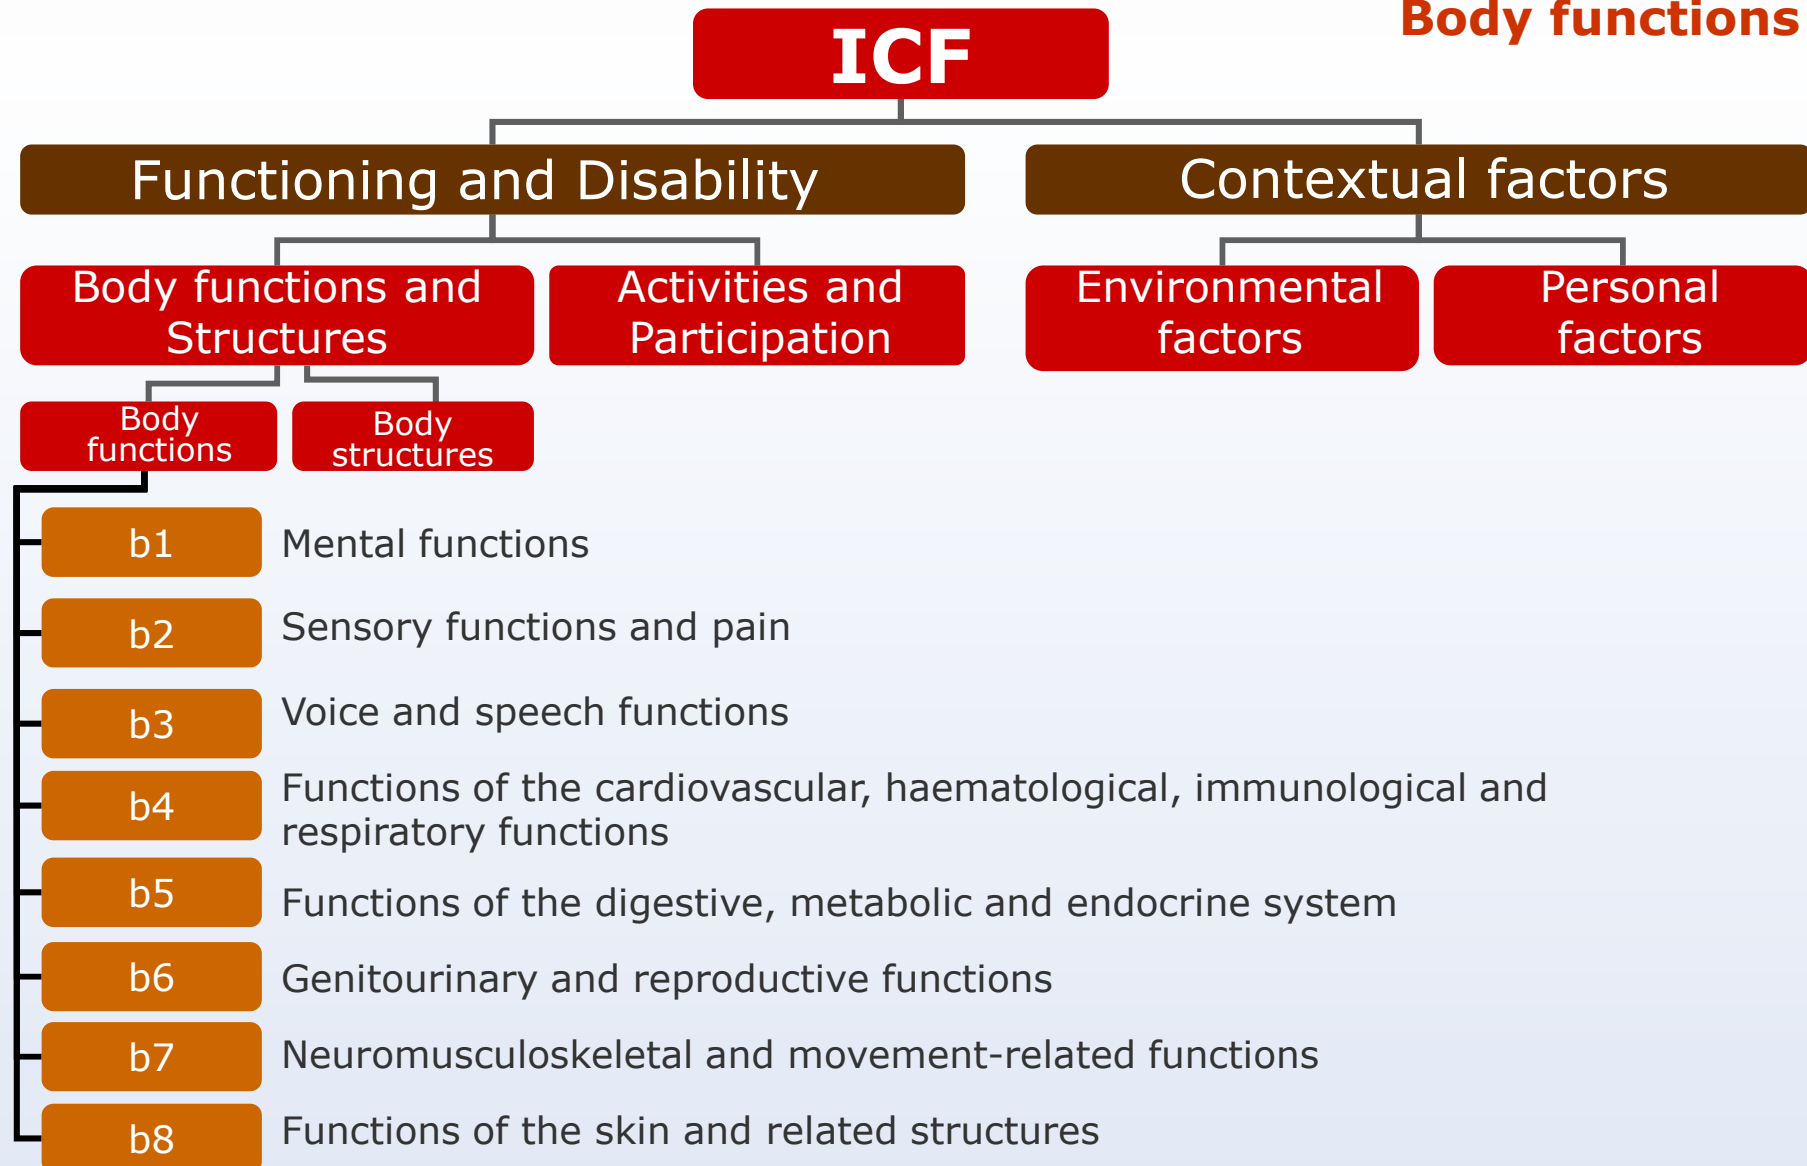 Body functions
ICF
Functioning and Disability
Contextual factors
Body functions and
Structures
Activities and
Participation
Environmental
factors
Personal
factors
Body
functions
Body
structures
b1
Mental functions
b2
Sensory functions and pain
b3
Voice and speech functions
b4
Functions of the cardiovascular, haematological, immunological and
respiratory functions
b5
Functions of the digestive, metabolic and endocrine system
b6
Genitourinary and reproductive functions
b7
Neuromusculoskeletal and movement-related functions
b8
Functions of the skin and related structures